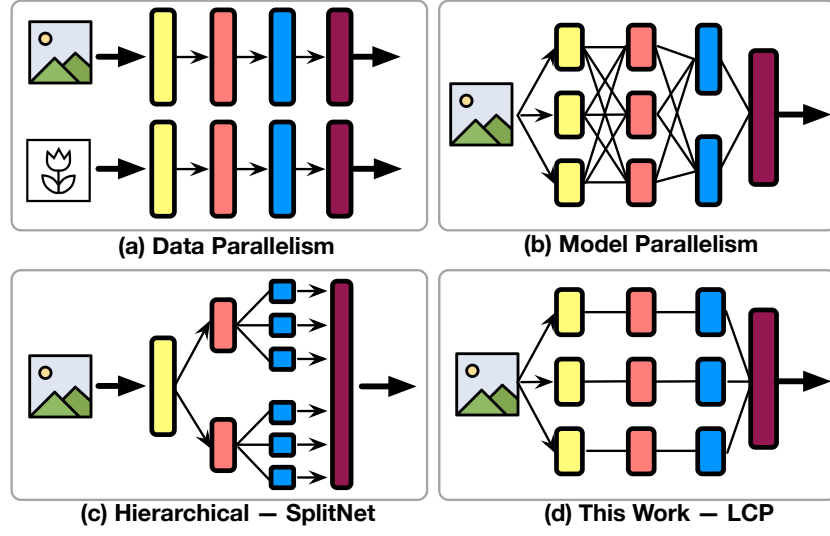 (a) Data Parallelism
(b) Model Parallelism
(c) Hierarchical — SplitNet
(d) This Work — LCP